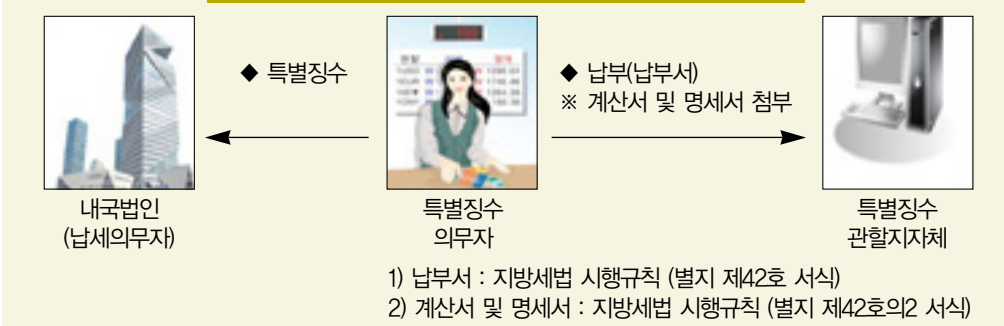 ◆ 특별징수
◆ 납부(납부서)
※ 계산서 및 명세서 첨부
내국법인
(납세의무자)
특별징수
의무자
특별징수
관할지자체
1) 납부서 : 지방세법 시행규칙 (별지 제42호 서식)
2) 계산서 및 명세서 : 지방세법 시행규칙 (별지 제42호의2 서식)